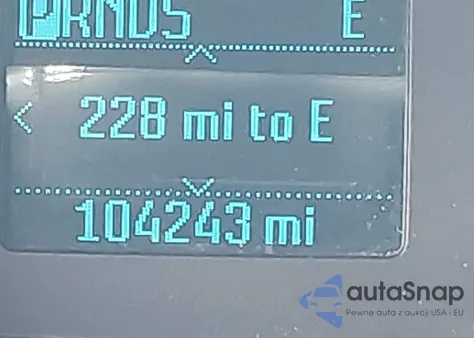 PRNDS E
< 228 mi to E
104243 mi
autaSnap
Pewne auta z aukcji USA i EU